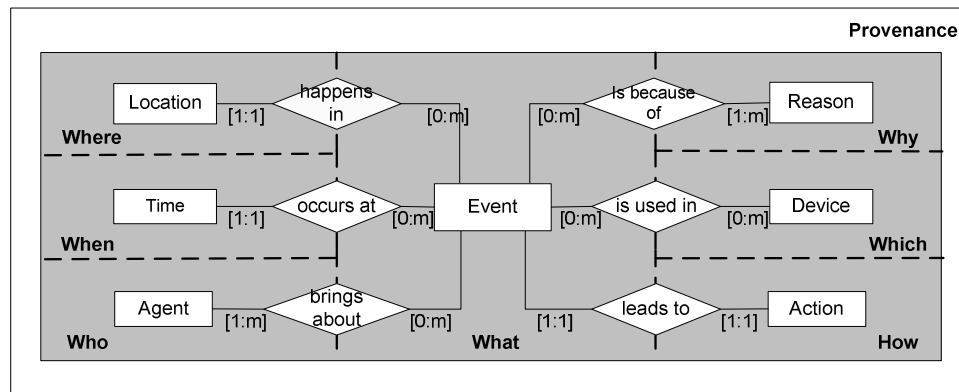 Provenance
Location
[1:1]
happens
in
[0:m]
Is because
of
[0:m]
[1:m]
Reason
Where
Why
Time
[1:1]
occurs at
[0:m]
Event
[0:m]
is used in
[0:m]
Device
When
Which
Agent
[1:m]
brings
about
[0:m]
[1:1]
leads to
[1:1]
Action
Who
What
How